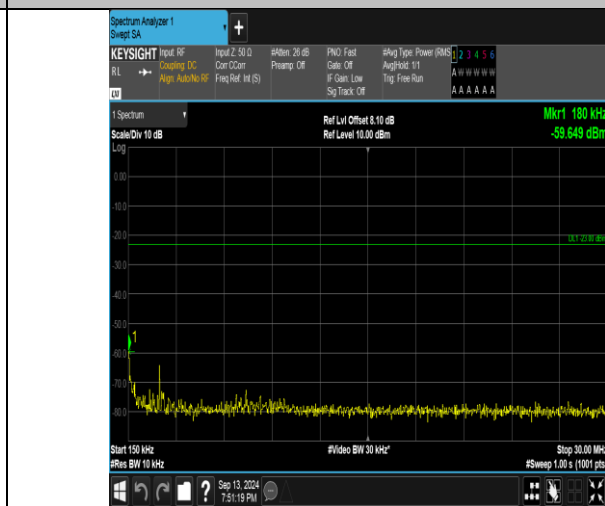 Spectrum Analyzer 1
Swept SA
+
KEYSIGHT Input: RF Input Z: 50 Ω #Atten: 26 dB PNO: Fast #Avg Type: Power (RMS 1 2 3 4 5 6
RL Coupling: DC Corr CCorr Preamp: Off Gate: Off Avg|Hold: 1/1 A W W W W W
Align: Auto/No RF Freq Ref: Int (S) IF Gain: Low Trig: Free Run
Sig Track: Off A A A A A A
LXI
1 Spectrum Ref Lvl Offset 8.10 dB Mkr1 180 kHz
Scale/Div 10 dB Ref Level 10.00 dBm -59.649 dBm
Log
0.00
-10.0
-20.0
DL1 -23.00 dBm
-30.0
-40.0
-50.0
1
-60.0
-70.0
-80.0
Start 150 kHz #Video BW 30 kHz* Stop 30.00 MHz
#Res BW 10 kHz #Sweep 1.00 s (1001 pts
? Sep 13, 2024
7:51:19 PM